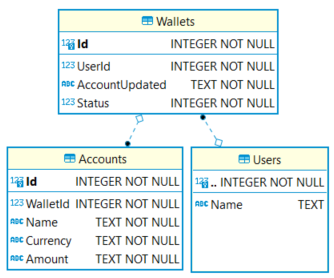 Wallets
123 Id INTEGER NOT NULL
123 UserId INTEGER NOT NULL
ABC AccountUpdated TEXT NOT NULL
123 Status INTEGER NOT NULL
Accounts
123 Id INTEGER NOT NULL
123 WalletId INTEGER NOT NULL
ABC Name TEXT NOT NULL
ABC Currency TEXT NOT NULL
ABC Amount TEXT NOT NULL
Users
123 .. INTEGER NOT NULL
ABC Name TEXT